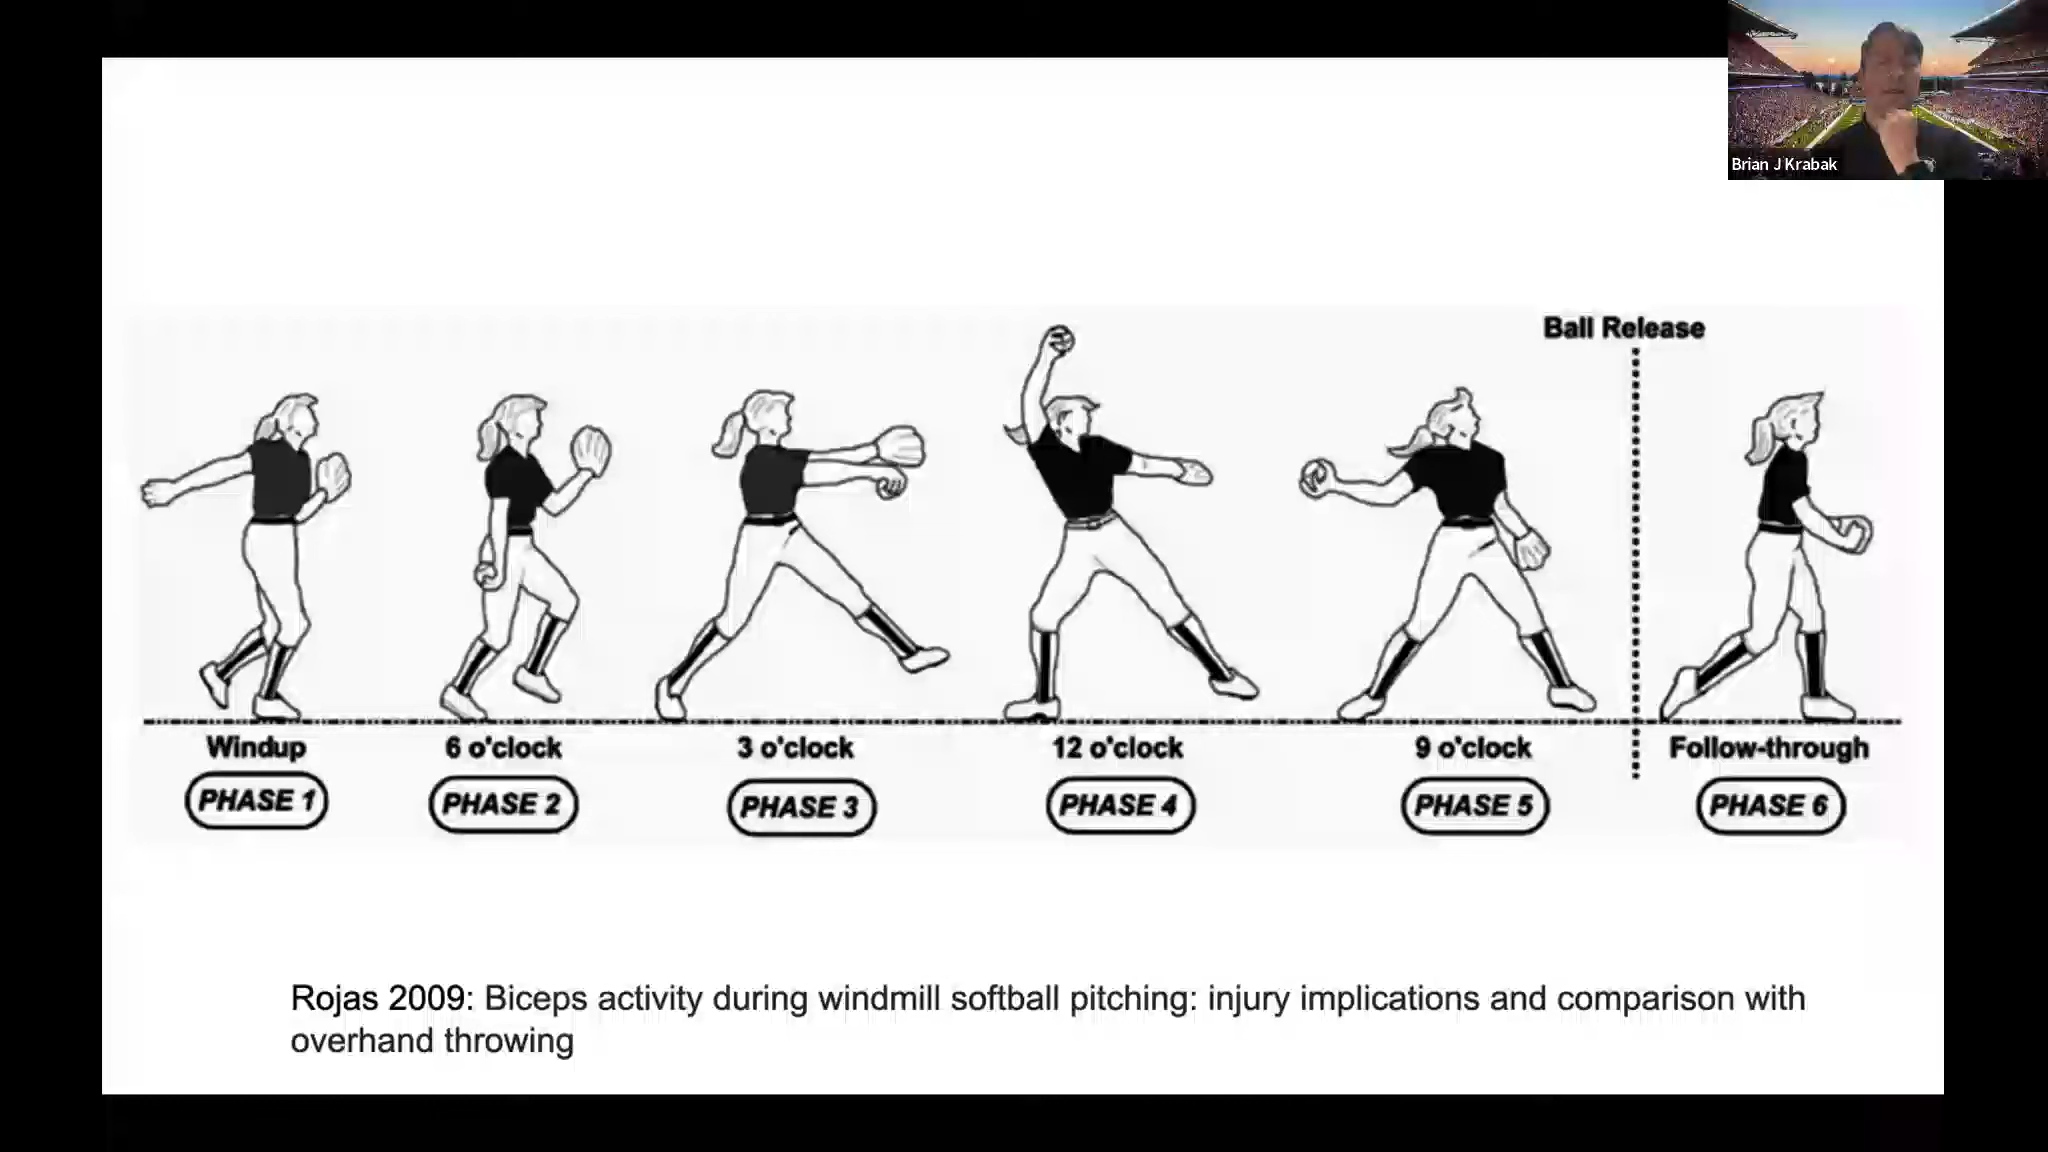 Brian J Krabak
Ball Release
Windup
6 o'clock
3 o'clock
12 o'clock
9 o'clock
Follow-through
PHASE 1
PHASE 2
PHASE 3
PHASE 4
PHASE 5
PHASE 6
Rojas 2009: Biceps activity during windmill softball pitching: injury implications and comparison with
overhand throwing